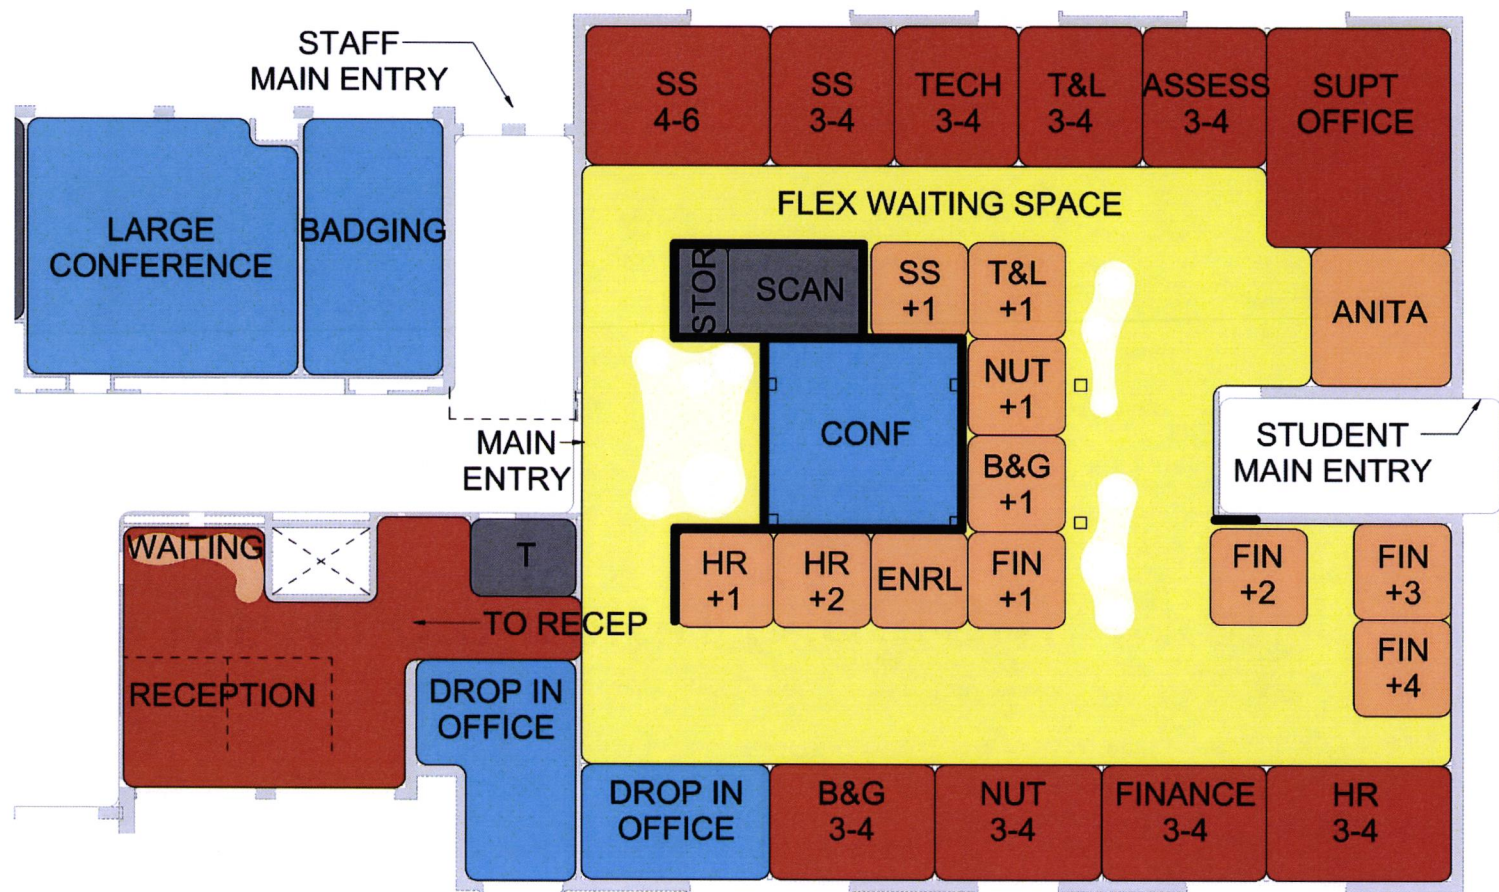 STAFF
MAIN ENTRY
SS
4-6
SS
3-4
TECH
3-4
T&L
3-4
ASSESS
3-4
SUPT
OFFICE
LARGE
CONFERENCE
BADGING
FLEX WAITING SPACE
STOR
SCAN
SS
+1
T&L
+1
ANITA
NUT
+1
CONF
MAIN
ENTRY
B&G
+1
STUDENT
MAIN ENTRY
WAITING
T
HR
+1
HR
+2
ENRL
FIN
+1
FIN
+2
FIN
+3
TO RECEP
FIN
+4
RECEPTION
DROP IN
OFFICE
DROP IN
OFFICE
B&G
3-4
NUT
3-4
FINANCE
3-4
HR
3-4